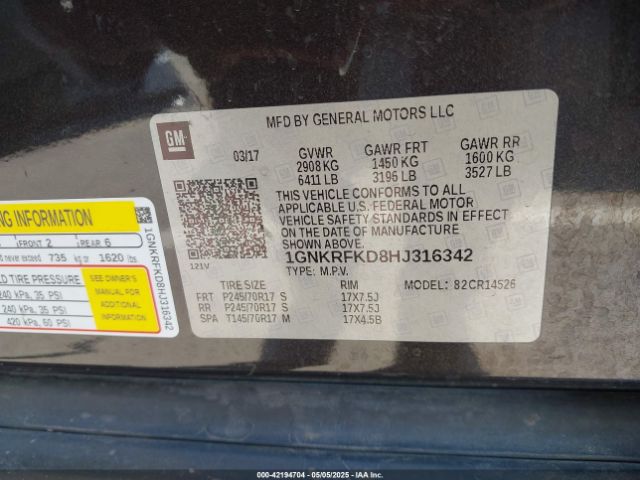 MFD BY GENERAL MOTORS LLC
GM
03/17 GVWR GAWR FRT GAWR RR
2908 KG 1450 KG 1600 KG
6411 LB 3196 LB 3527 LB
THIS VEHICLE CONFORMS TO ALL
APPLICABLE U.S. FEDERAL MOTOR
VEHICLE SAFETY STANDARDS IN EFFECT
ON THE DATE OF MANUFACTURE
SHOWN ABOVE.
121V
1GNKRFKD8HJ316342
TYPE: M.P.V.
TIRE SIZE RIM MODEL: 82CR14526
FRT P245/70R17 S 17X7.5J
RR P245/70R17 S 17X7.5J
SPA T145/70R17 M 17X4.5B
INFORMATION
FRONT 2 REAR 6
never exceed 735 kg or 1620 lbs.
TIRE PRESSURE
240 kPa, 35 PSI
240 kPa, 35 PSI
420 kPa, 60 PSI
SEE OWNER'S
MANUAL FOR
ADDITIONAL
INFORMATION
1GNKRFKD8HJ316342
000-42194704 - 05/05/2025 - IAAI.COM